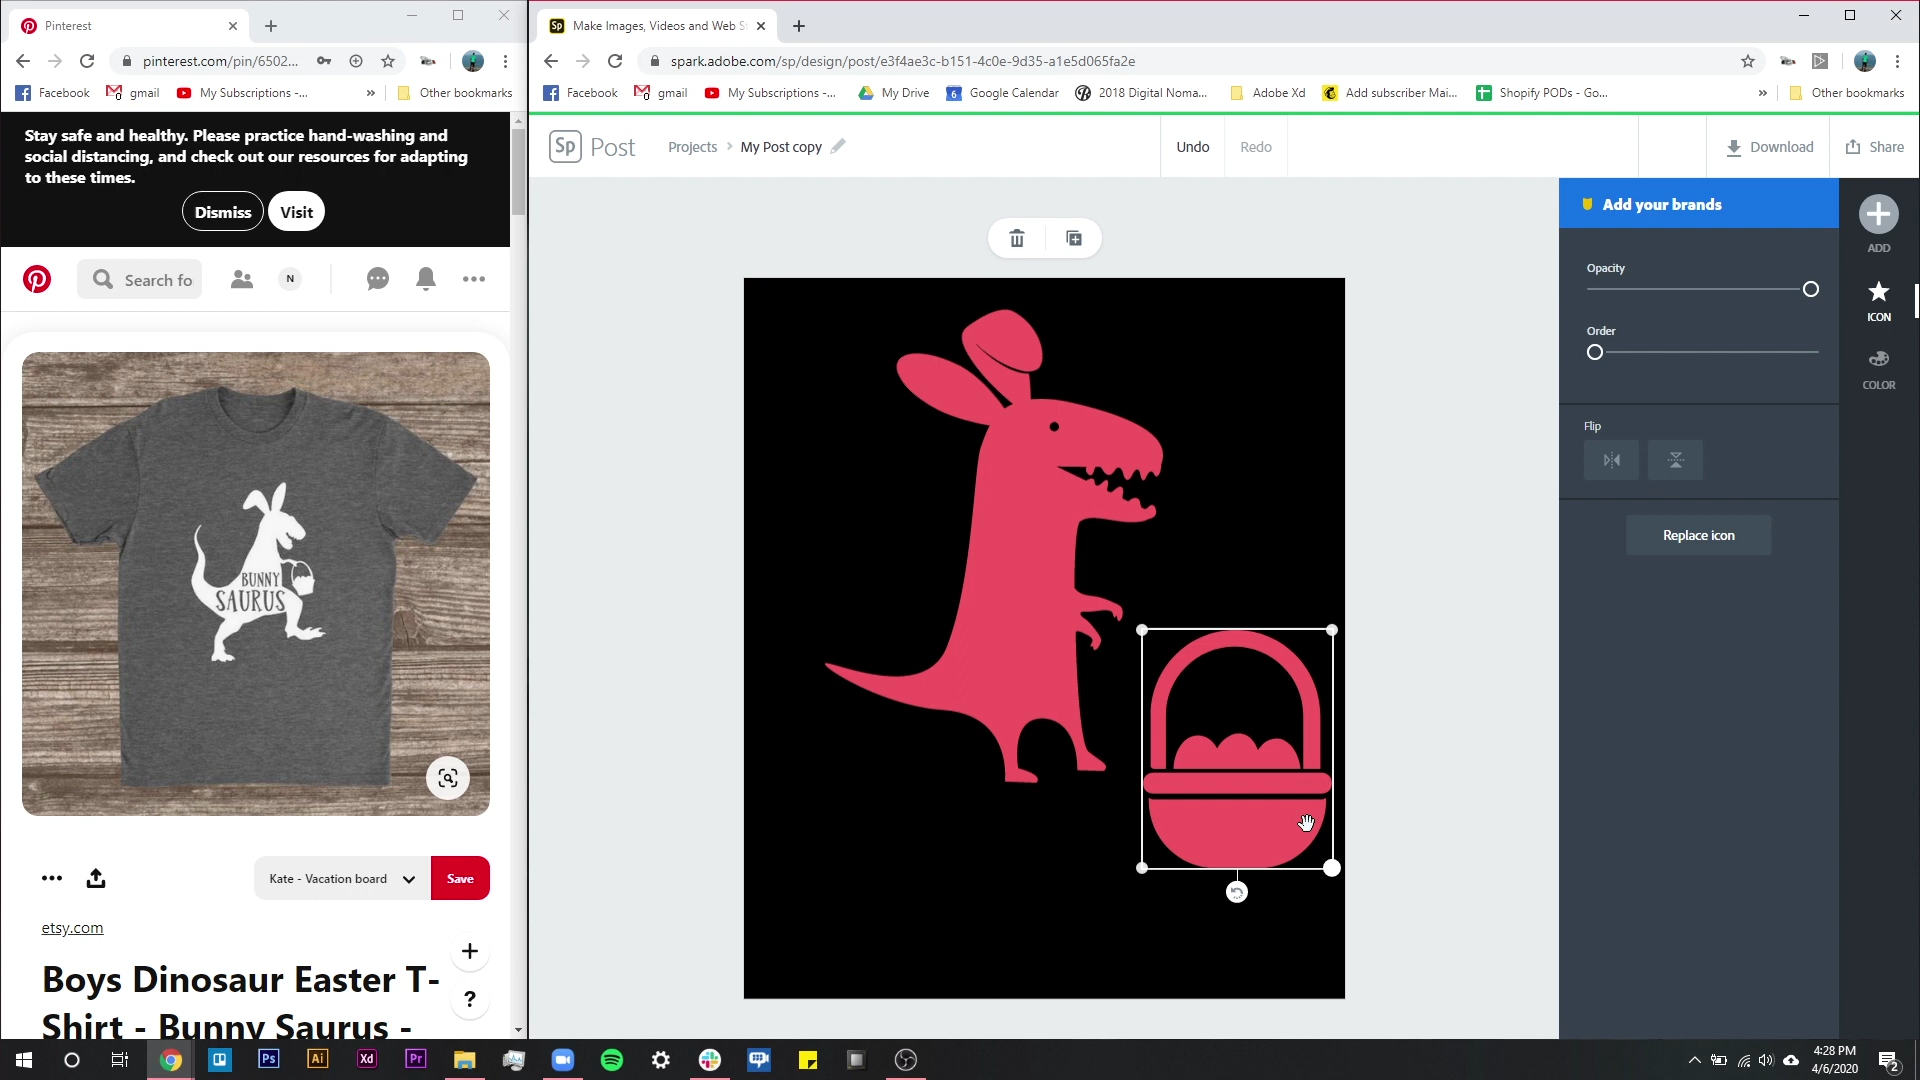 Pinterest
pinterest.com/pin/6502...
Facebook
gmail
My Subscriptions -...
»
Other bookmarks
Stay safe and healthy. Please practice hand-washing and
social distancing, and check out our resources for adapting
to these times.
Dismiss
Visit
Search fo
N
BUNNY
SAURUS
Kate - Vacation board
Save
etsy.com
+
?
Boys Dinosaur Easter T-
Shirt - Bunny Saurus -
Sp
Make Images, Videos and Web S
spark.adobe.com/sp/design/post/e3f4ae3c-b151-4c0e-9d35-a1e5d065fa2e
Facebook
gmail
My Subscriptions -...
My Drive
6
Google Calendar
2018 Digital Noma...
Adobe Xd
Add subscriber Mai...
Shopify PODs - Go...
»
Other bookmarks
Sp
Post
Projects > My Post copy
Undo
Redo
Download
Share
Add your brands
Opacity
Order
Flip
Replace icon
ADD
ICON
COLOR
Ps
Ai
Xd
Pr
4:28 PM
4/6/2020
2